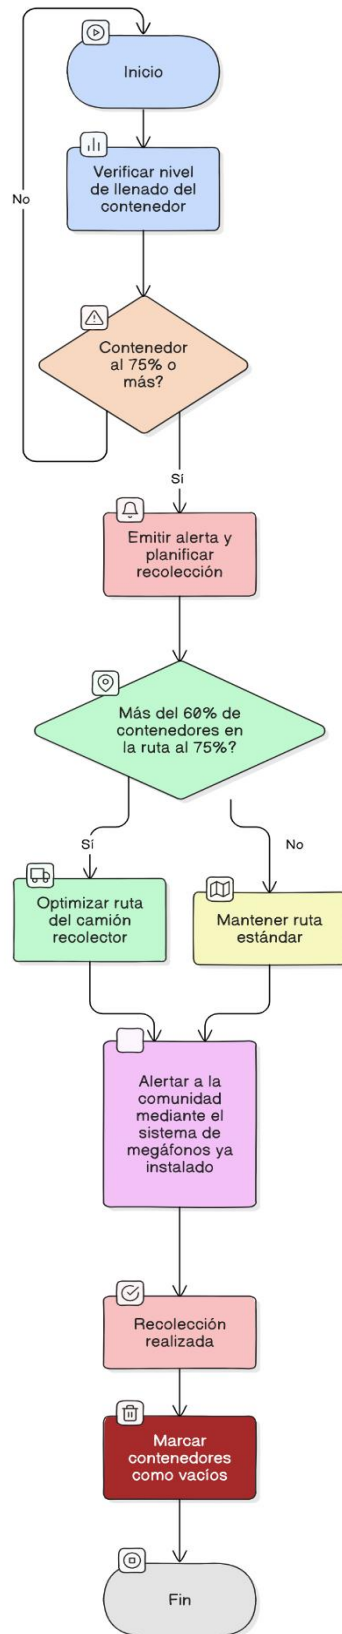 Inicio
Verificar nivel
de llenado del
contenedor
No
Contenedor
al 75% o
más?
Sí
Emitir alerta y
planificar
recolección
Más del 60% de
contenedores en
la ruta al 75%?
Sí
No
Optimizar ruta
del camión
recolector
Mantener ruta
estándar
Alertar a la
comunidad
mediante el
sistema de
megáfonos ya
instalado
Recolección
realizada
Marcar
contenedores
como vacíos
Fin